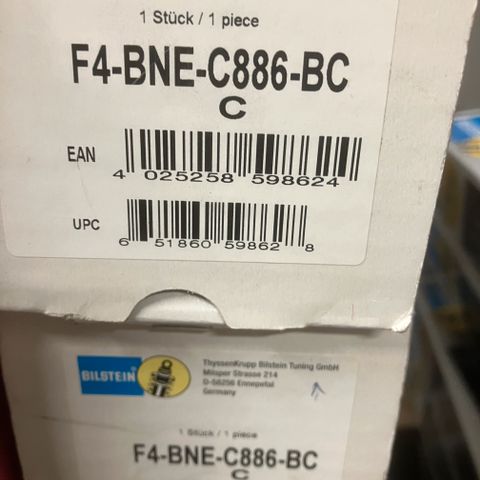 1 Stück / 1 piece
F4-BNE-C886-BC
C
EAN
4 025258 598624
UPC
6 51860 59862 8
BILSTEIN
ThyssenKrupp Bilstein Tuning GmbH
Milsper Strasse 214
D-58256 Ennepetal
Germany
1 Stück / 1 piece
F4-BNE-C886-BC
C